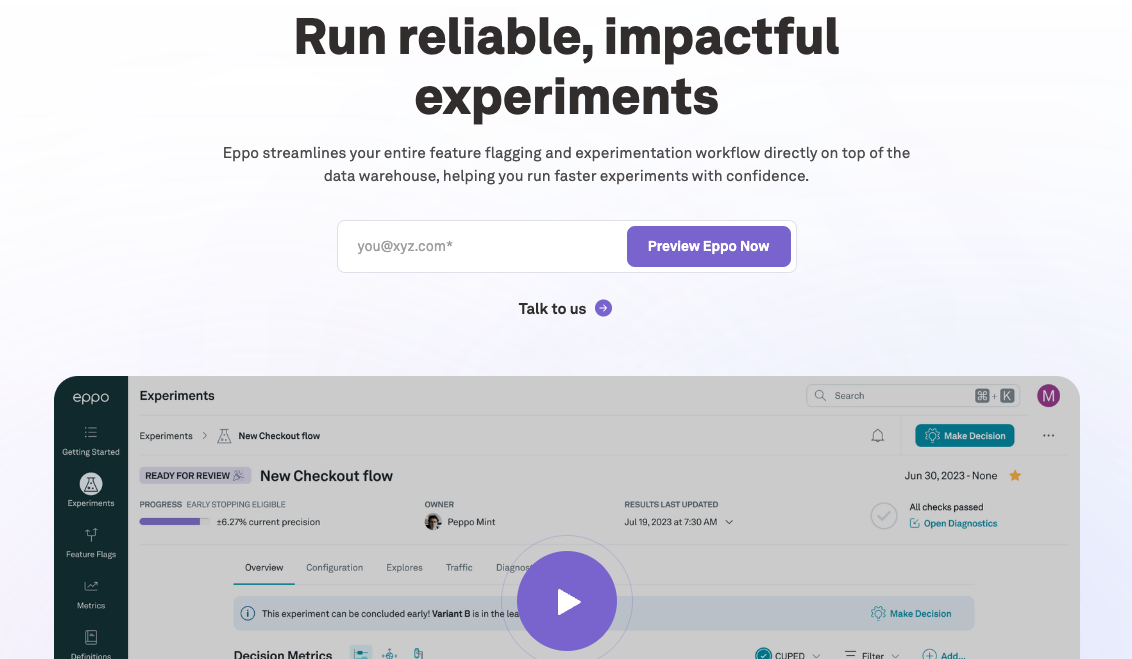 Run reliable, impactful
experiments
Eppo streamlines your entire feature flagging and experimentation workflow directly on top of the
data warehouse, helping you run faster experiments with confidence.
you@xyz.com*
Preview Eppo Now
Talk to us
eppo
Experiments
Search
⌘ + K
M
Getting Started
Experiments > New Checkout flow
Make Decision
Experiments
READY FOR REVIEW
New Checkout flow
Jun 30, 2023 - None
PROGRESS EARLY STOPPING ELIGIBLE
OWNER
RESULTS LAST UPDATED
All checks passed
±6.27% current precision
Peppo Mint
Jul 19, 2023 at 7:30 AM
Open Diagnostics
Feature Flags
Overview
Configuration
Explores
Traffic
Metrics
This experiment can be concluded early! Variant B is in the
Make Decision
Definitions
Decision Metrics
CUPED
Filter
Add...